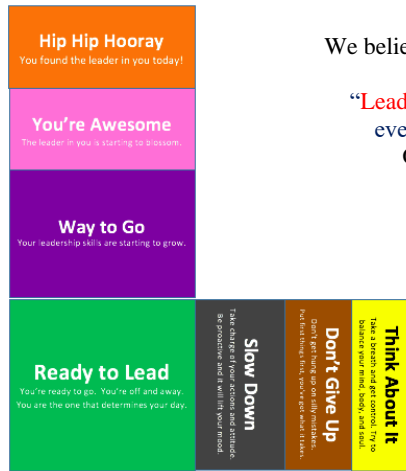 Hip Hip Hooray
You found the leader in you today!
We belie
You're Awesome
The leader in you is starting to blossom.
“Lead
eve
Way to Go
Your leadership skills are starting to grow.
Ready to Lead
You're ready to go.  You're off and away.
You are the one that determines your day.
Slow Down
Take charge of your actions and attitude.
Be proactive and it will lift your mood.
Don't Give Up
Don't get hung up on silly mistakes.
Put first things first, you've got what it takes.
Think About It
Take a breath and get control. Try to
balance your mind, body, and soul.